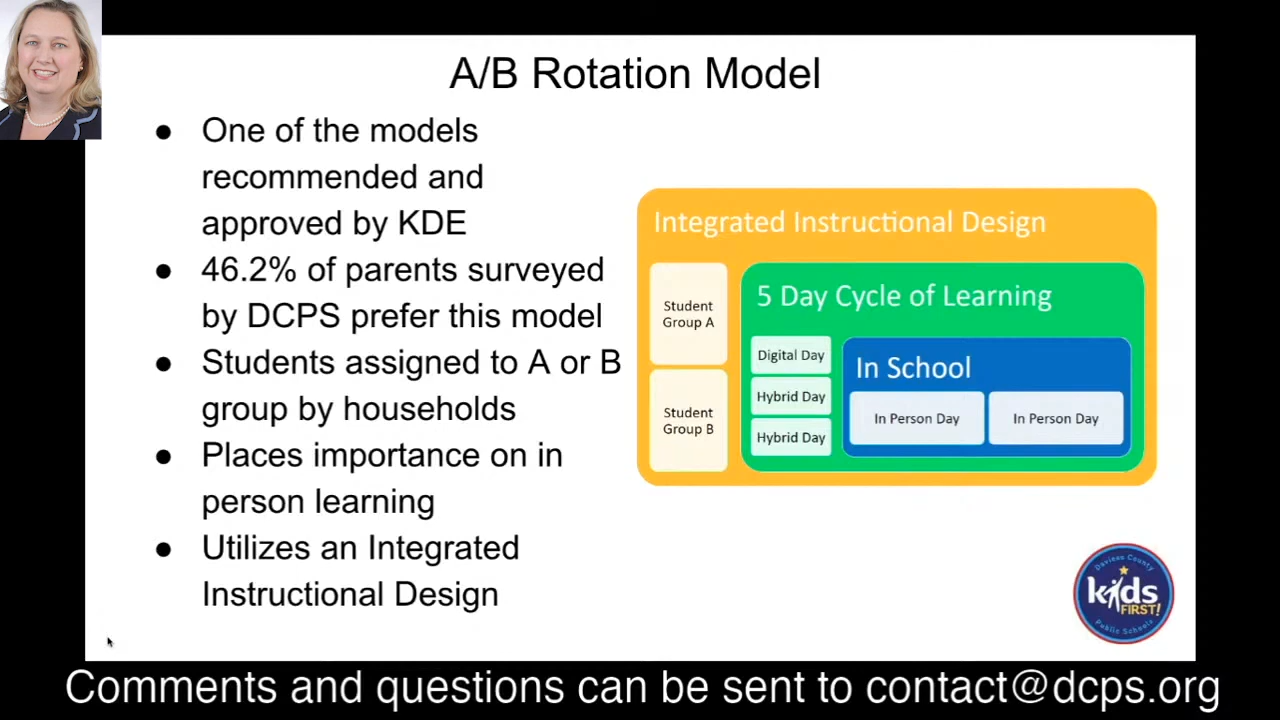 A/B Rotation Model
● One of the models
recommended and
approved by KDE
● 46.2% of parents surveyed
by DCPS prefer this model
● Students assigned to A or B
group by households
● Places importance on in
person learning
● Utilizes an Integrated
Instructional Design
Integrated Instructional Design
Student
Group A
Student
Group B
5 Day Cycle of Learning
Digital Day
Hybrid Day
Hybrid Day
In School
In Person Day
In Person Day
Daviess County
kids
FIRST!
Public Schools
Comments and questions can be sent to contact@dcps.org